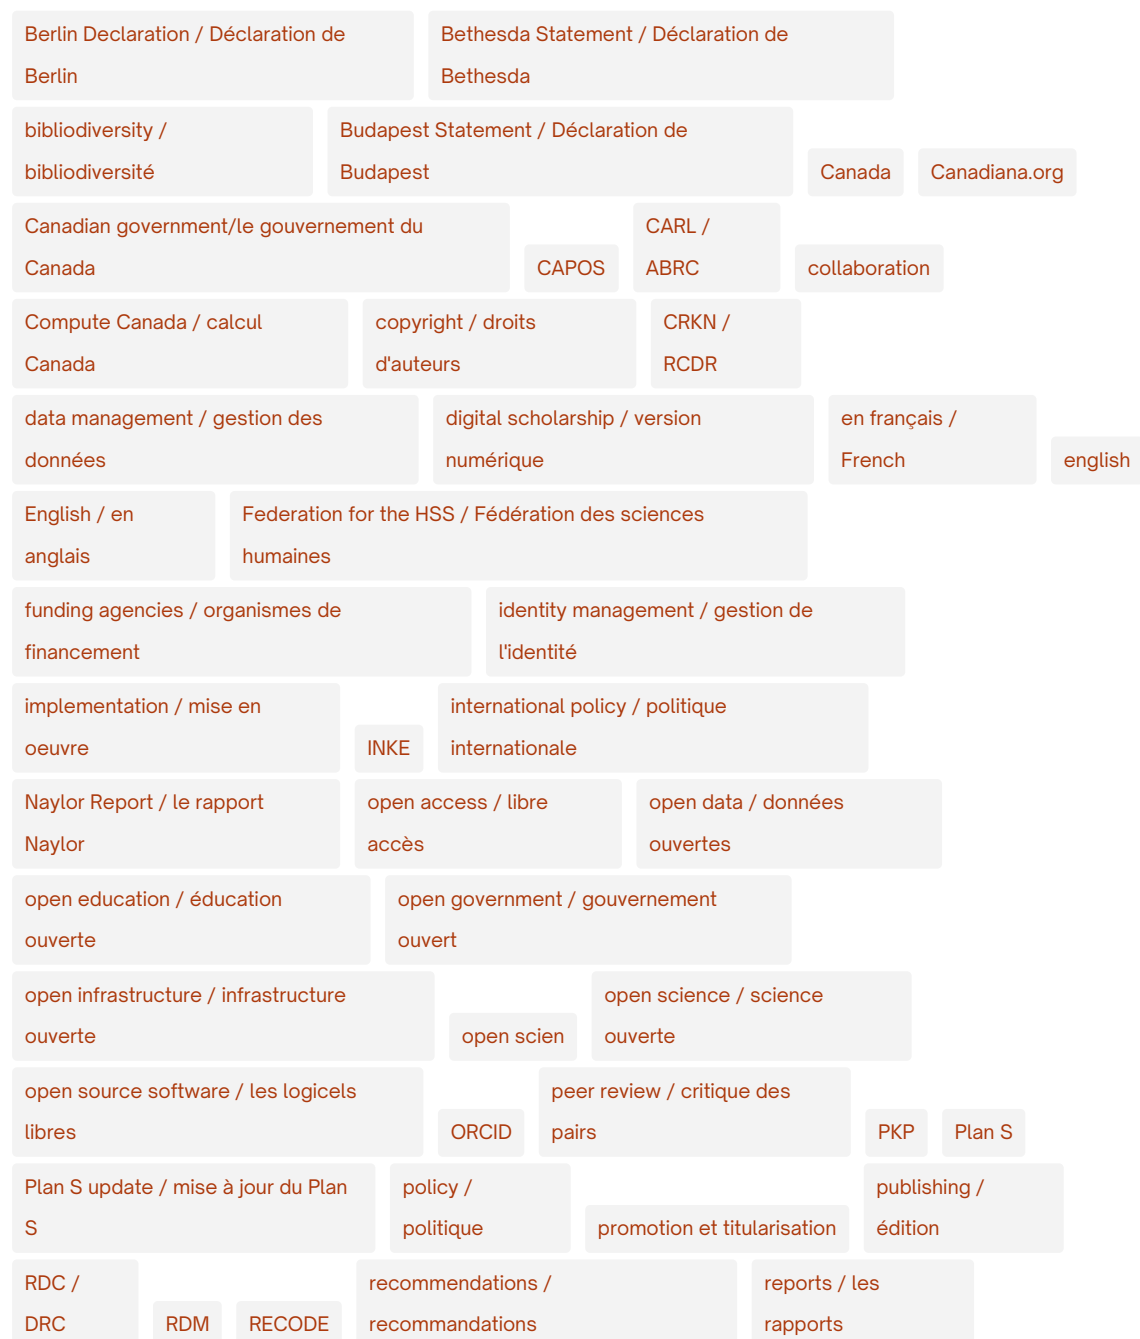 Berlin Declaration / Déclaration de
Berlin
Bethesda Statement / Déclaration de
Bethesda
bibliodiversity /
bibliodiversité
Budapest Statement / Déclaration de
Budapest
Canada
Canadiana.org
Canadian government/le gouvernement du
Canada
CAPOS
CARL /
ABRC
collaboration
Compute Canada / calcul
Canada
copyright / droits
d'auteurs
CRKN /
RCDR
data management / gestion des
données
digital scholarship / version
numérique
en français /
French
english
English / en
anglais
Federation for the HSS / Fédération des sciences
humaines
funding agencies / organismes de
financement
identity management / gestion de
l'identité
implementation / mise en
oeuvre
INKE
international policy / politique
internationale
Naylor Report / le rapport
Naylor
open access / libre
accès
open data / données
ouvertes
open education / éducation
ouverte
open government / gouvernement
ouvert
open infrastructure / infrastructure
ouverte
open scien
open science / science
ouverte
open source software / les logicels
libres
ORCID
peer review / critique des
pairs
PKP
Plan S
Plan S update / mise à jour du Plan
S
policy /
politique
promotion et titularisation
publishing /
édition
RDC /
DRC
RDM
RECODE
recommendations /
recommandations
reports / les
rapports